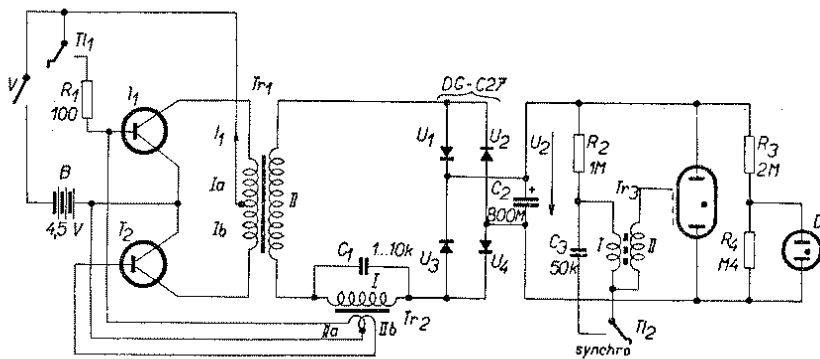 V
Tl1
R1
100
T1
B
4,5 V
T2
Tr1
I1
Ia
Ib
II
C1
1..10k
I
IIa
IIb
Tr2
DG-C27
U1
U2
U3
U4
C2
800M
+
U2
R2
1M
C3
50k
Tr3
I
II
Tl2
synchro
R3
2M
R4
M4
D